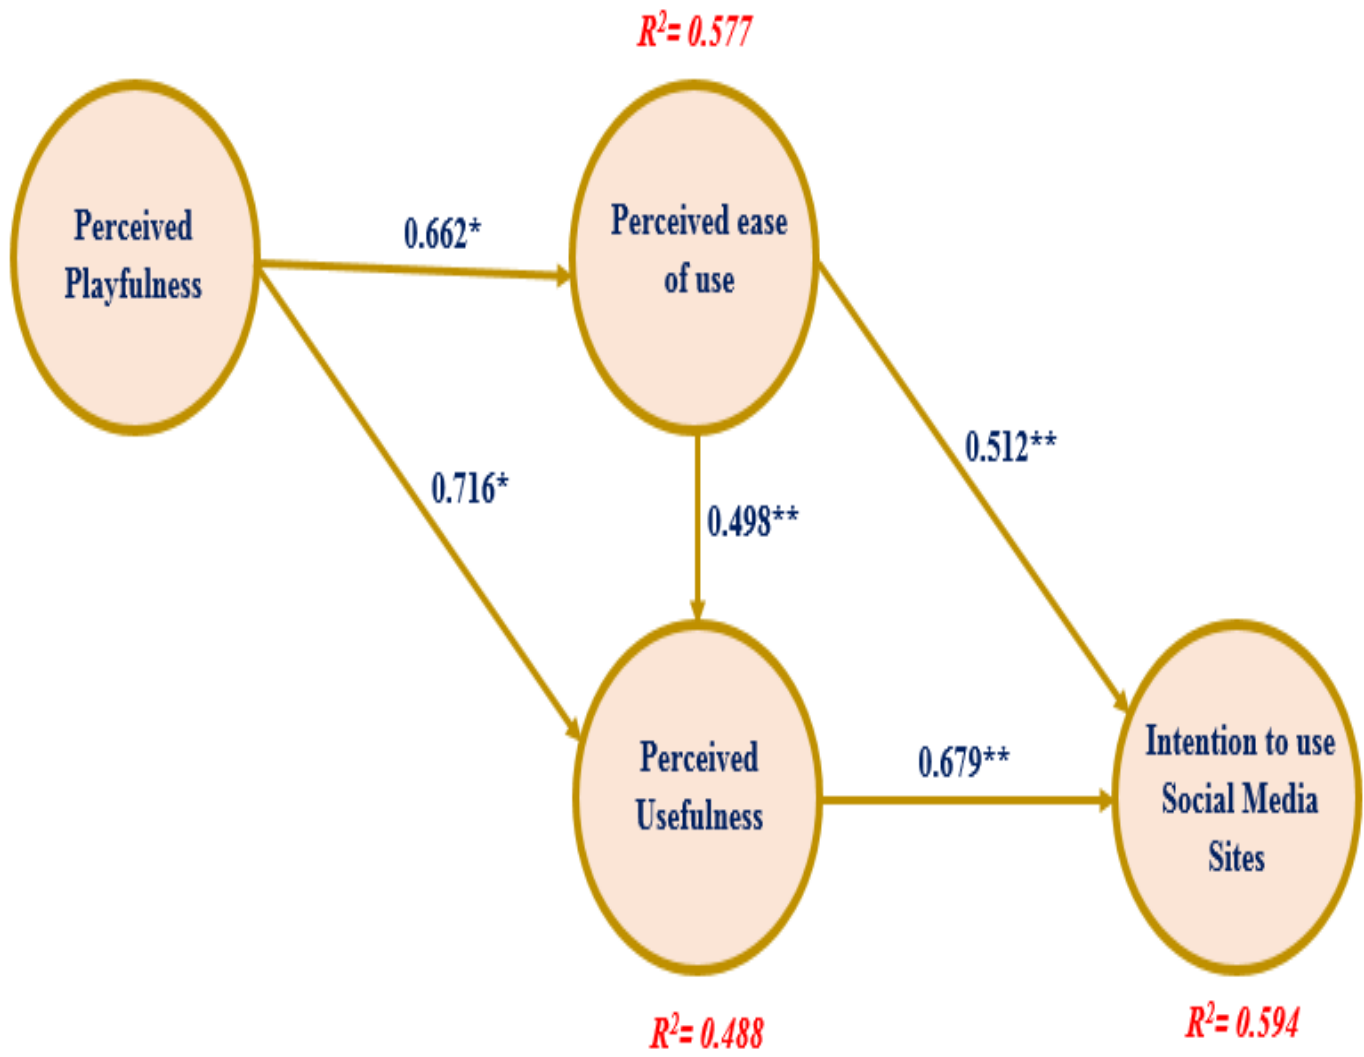 R²= 0.577
Perceived
Playfulness
0.662*
Perceived ease
of use
0.716*
0.498**
0.512**
Perceived
Usefulness
0.679**
Intention to use
Social Media
Sites
R²= 0.488
R²= 0.594